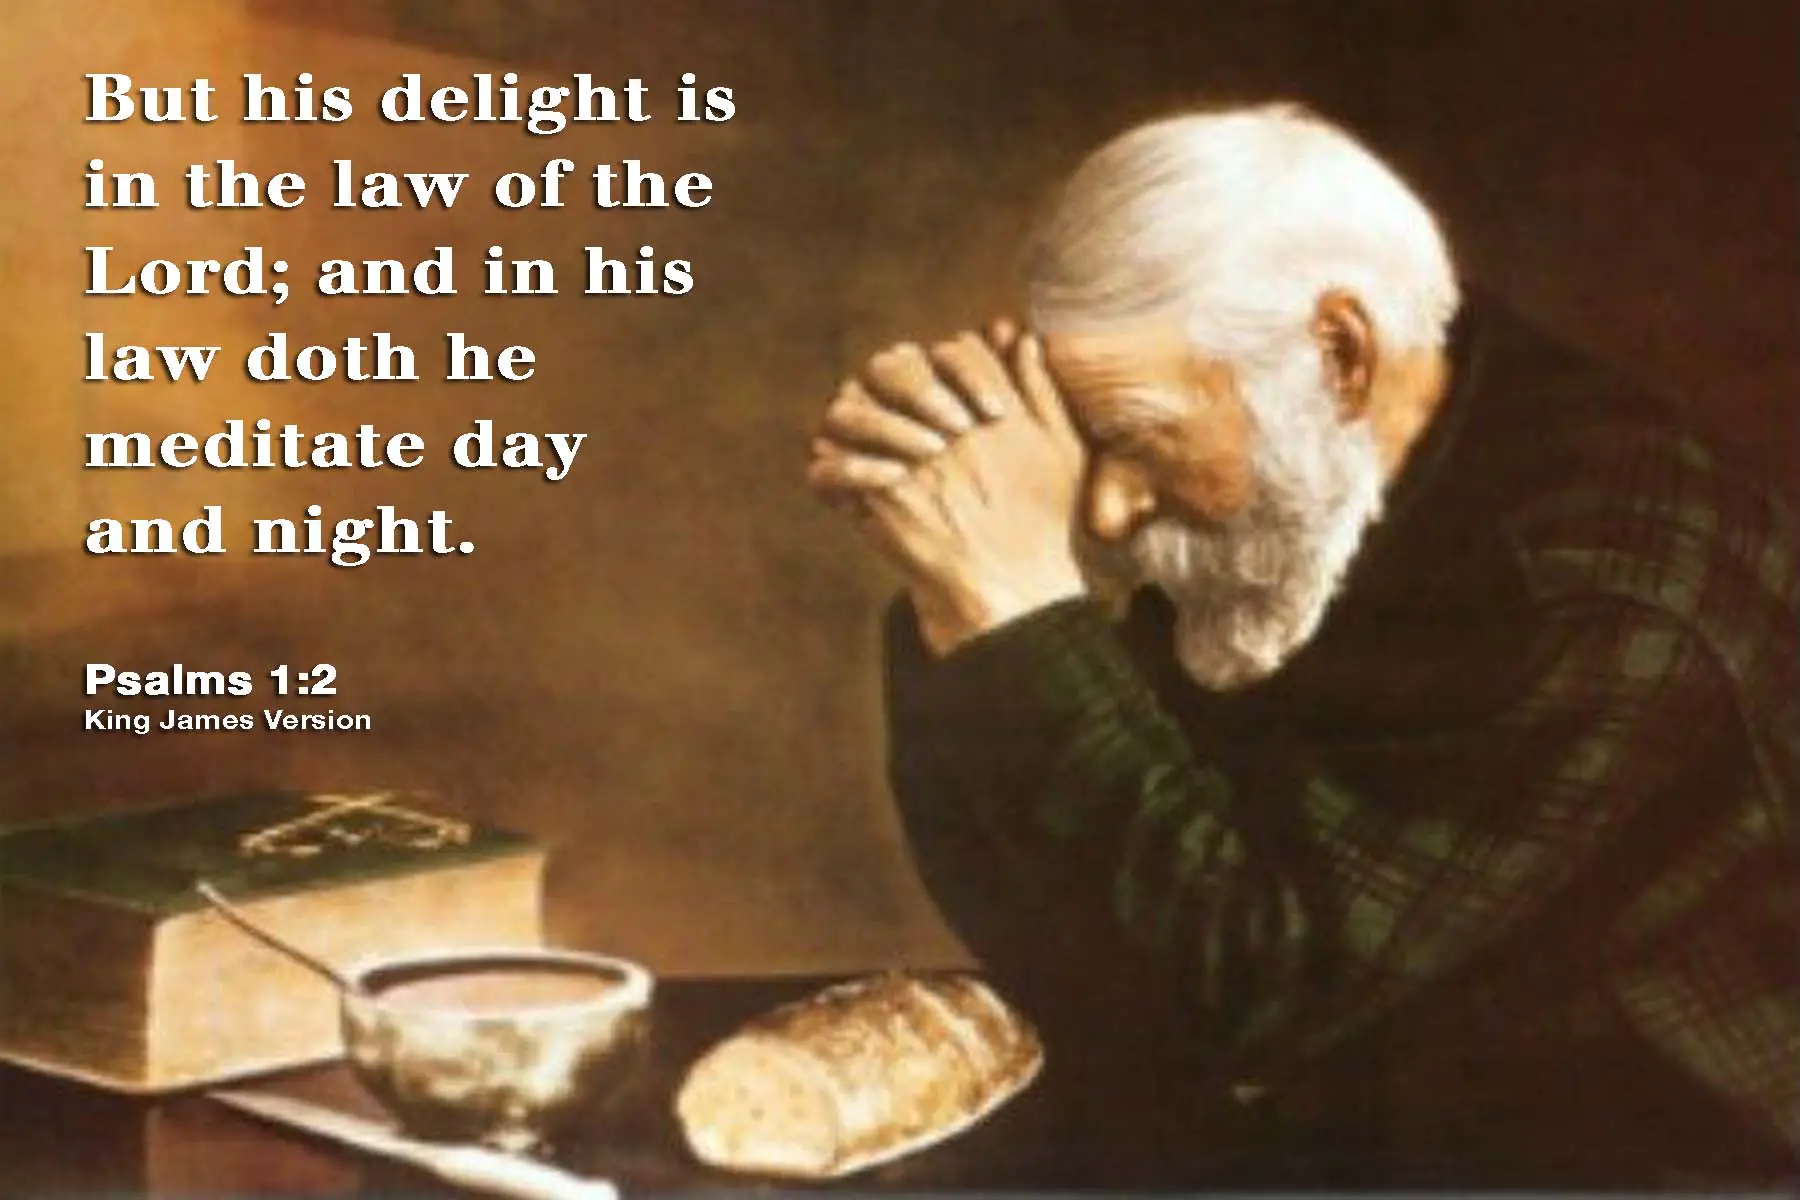 But his delight is
in the law of the
Lord; and in his
law doth he
meditate day
and night.
Psalms 1:2
King James Version